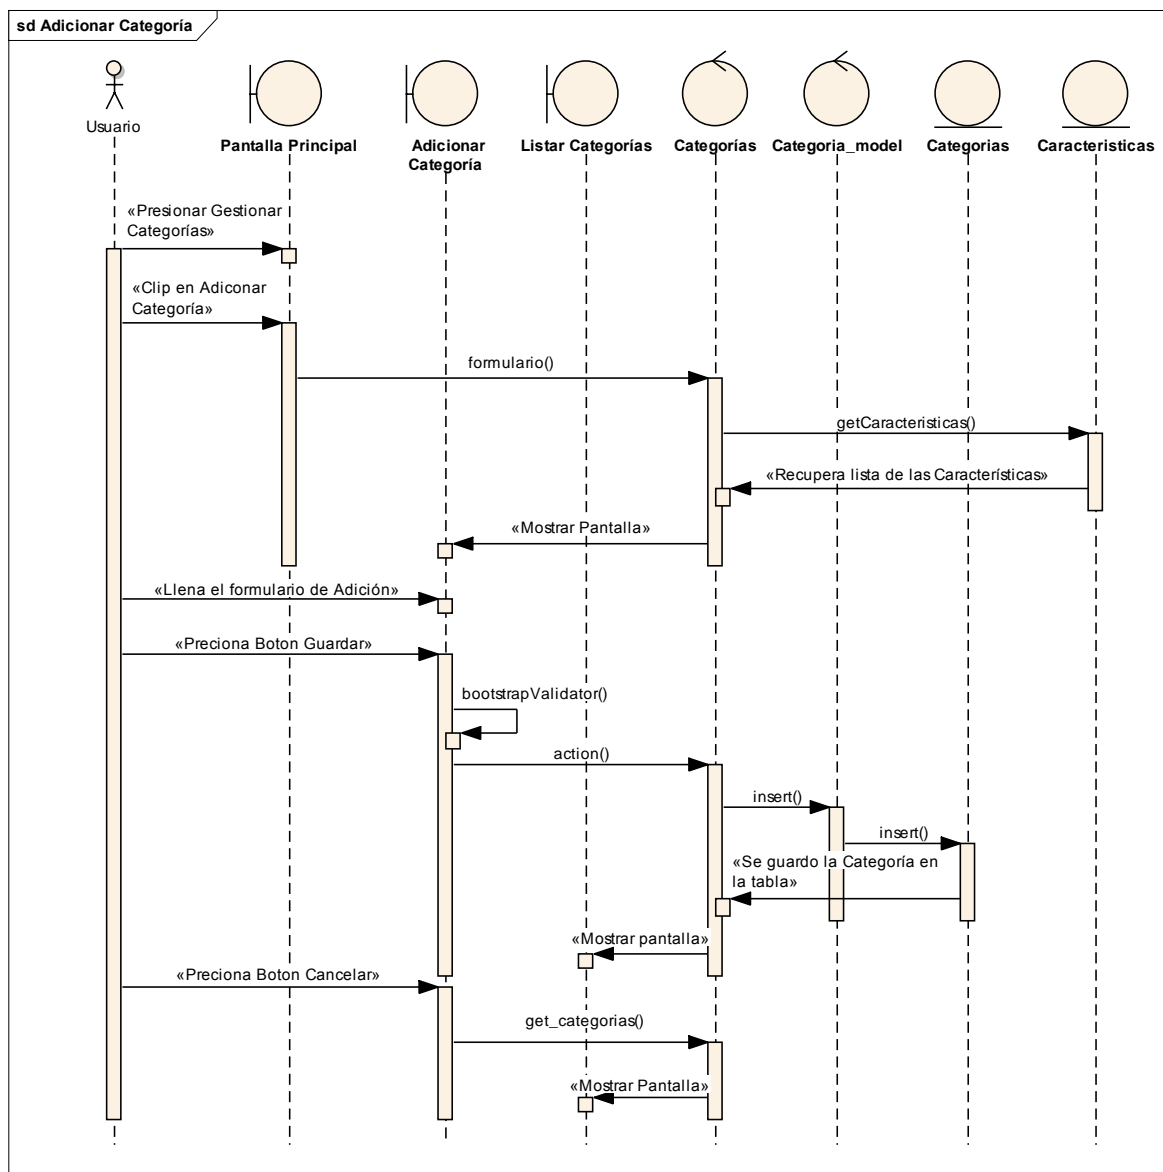 sd Adicionar Categoría
Usuario
Pantalla Principal
Adicionar
Categoría
Listar Categorías
Categorías
Categoria_model
Categorias
Caracteristicas
«Presionar Gestionar
Categorías»
«Clip en Adiconar
Categoría»
formulario()
getCaracteristicas()
«Recupera lista de las Características»
«Mostrar Pantalla»
«Llena el formulario de Adición»
«Preciona Boton Guardar»
bootstrapValidator()
action()
insert()
insert()
«Se guardo la Categoría en
la tabla»
«Mostrar pantalla»
«Preciona Boton Cancelar»
get_categorias()
«Mostrar Pantalla»